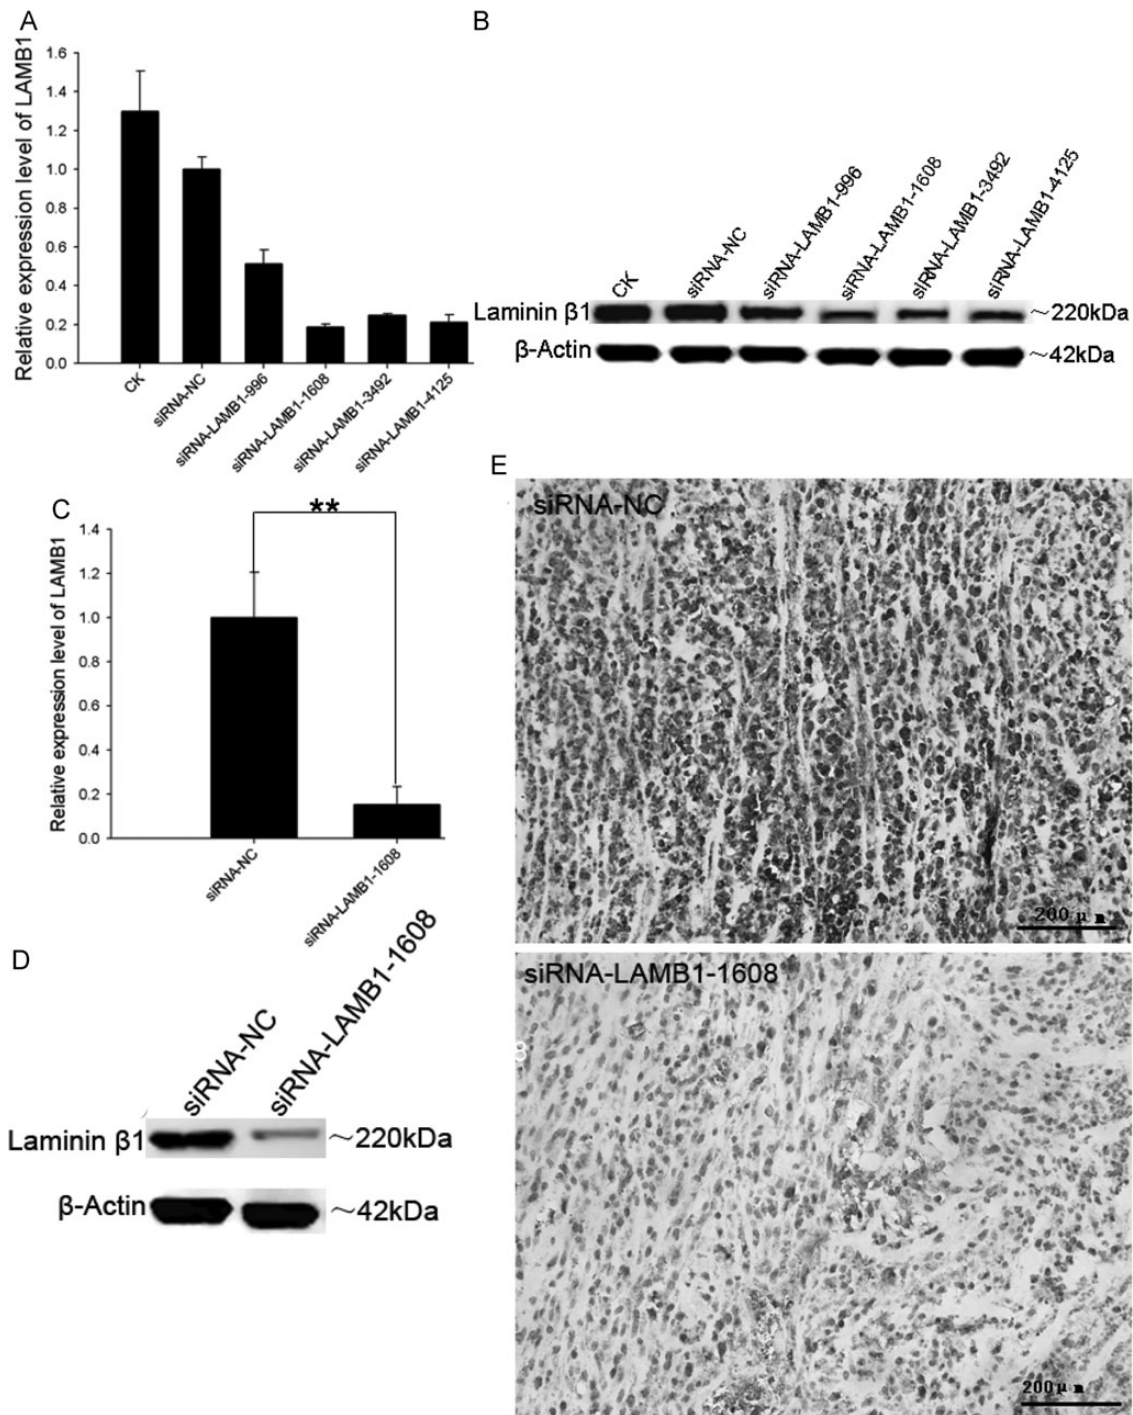 A
Relative expression level of LAMB1
1.6
1.4
1.2
1.0
0.8
0.6
0.4
0.2
0.0
CK
siRNA-NC
siRNA-LAMB1-996
siRNA-LAMB1-1608
siRNA-LAMB1-3492
siRNA-LAMB1-4125
B
CK
siRNA-NC
siRNA-LAMB1-996
siRNA-LAMB1-1608
siRNA-LAMB1-3492
siRNA-LAMB1-4125
Laminin β1 ~220kDa
β-Actin ~42kDa
C
**
Relative expression level of LAMB1
1.4
1.2
1.0
0.8
0.6
0.4
0.2
0.0
siRNA-NC
siRNA-LAMB1-1608
D
siRNA-NC
siRNA-LAMB1-1608
Laminin β1 ~220kDa
β-Actin ~42kDa
E
siRNA-NC
200 μm
siRNA-LAMB1-1608
8
200 μm